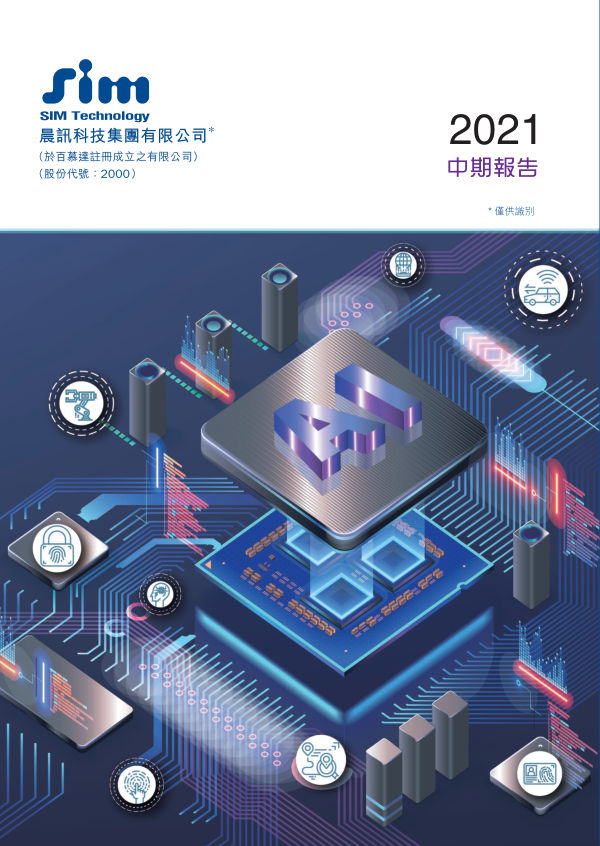 sim
SIM Technology
晨訊科技集團有限公司*
（於百慕達註冊成立之有限公司）
（股份代號：2000）
2021
中期報告
* 僅供識別
AI